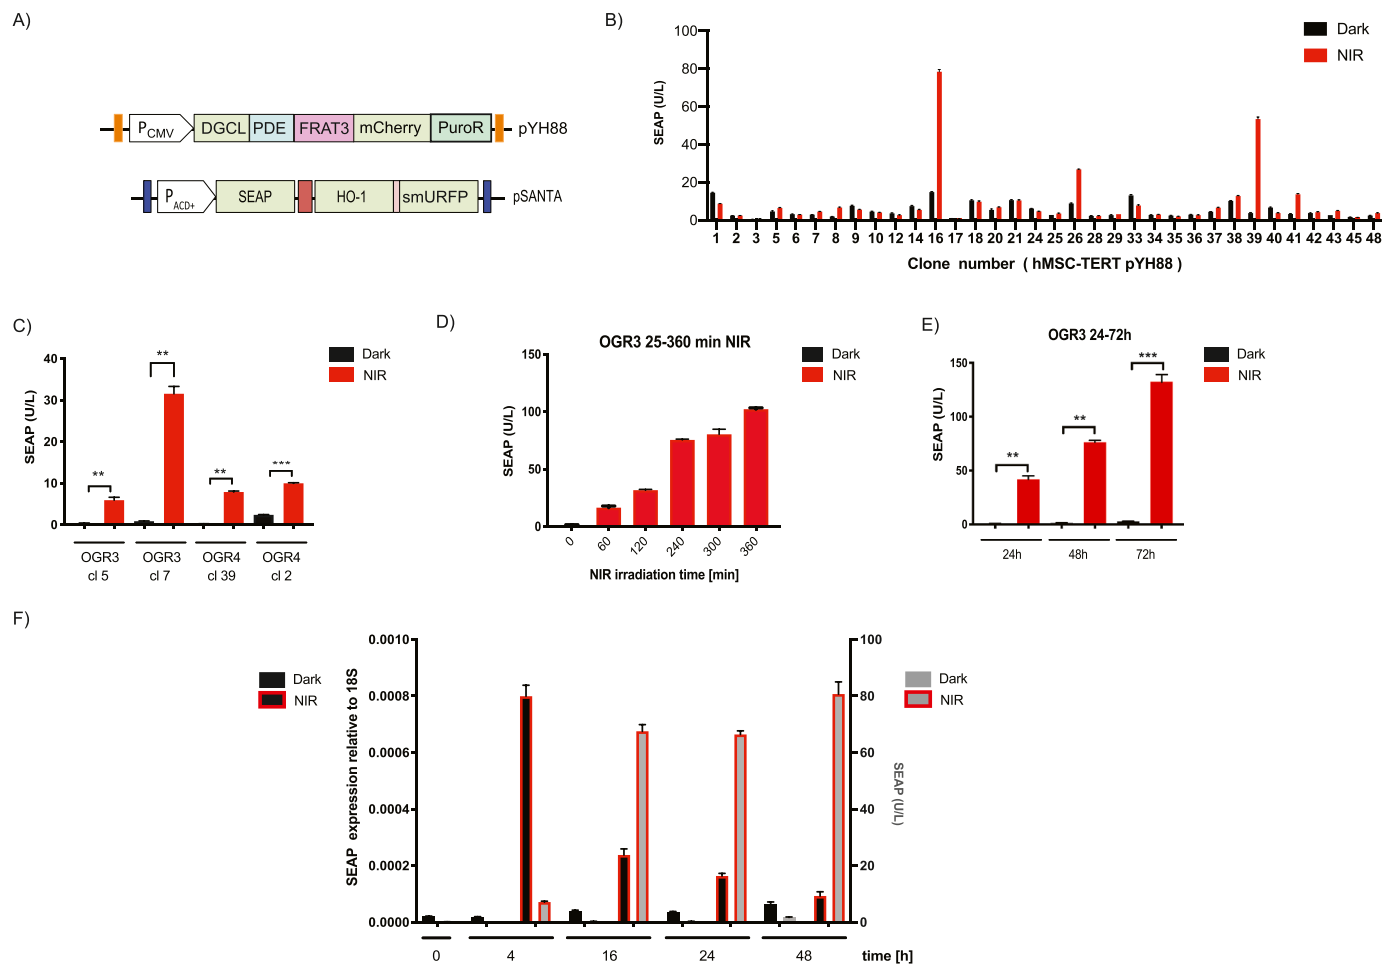 A)
P CMV DGCL PDE FRAT3 mCherry PuroR pYH88
P ACD+ SEAP HO-1 smURFP pSANTA
B)
Dark
NIR
SEAP (U/L)
100
80
60
40
20
0
1 2 3 5 6 7 8 9 10 12 14 16 17 18 20 21 24 25 26 28 29 33 34 35 36 37 38 39 40 41 42 43 45 48
Clone number ( hMSC-TERT pYH88 )
C)
Dark
NIR
SEAP (U/L)
40
30
20
10
0
** ** ** ***
OGR3 OGR3 OGR4 OGR4
cl 5 cl 7 cl 39 cl 2
D)
OGR3 25-360 min NIR
Dark
NIR
SEAP (U/L)
150
100
50
0
0 60 120 240 300 360
NIR irradiation time [min]
E)
OGR3 24-72h
Dark
NIR
SEAP (U/L)
150
100
50
0
** ** ***
24h 48h 72h
F)
Dark
NIR
SEAP expression relative to 18S
0.0010
0.0008
0.0006
0.0004
0.0002
0.0000
100
80
60
40
20
0
SEAP (U/L)
Dark
NIR
0 4 16 24 48 time [h]